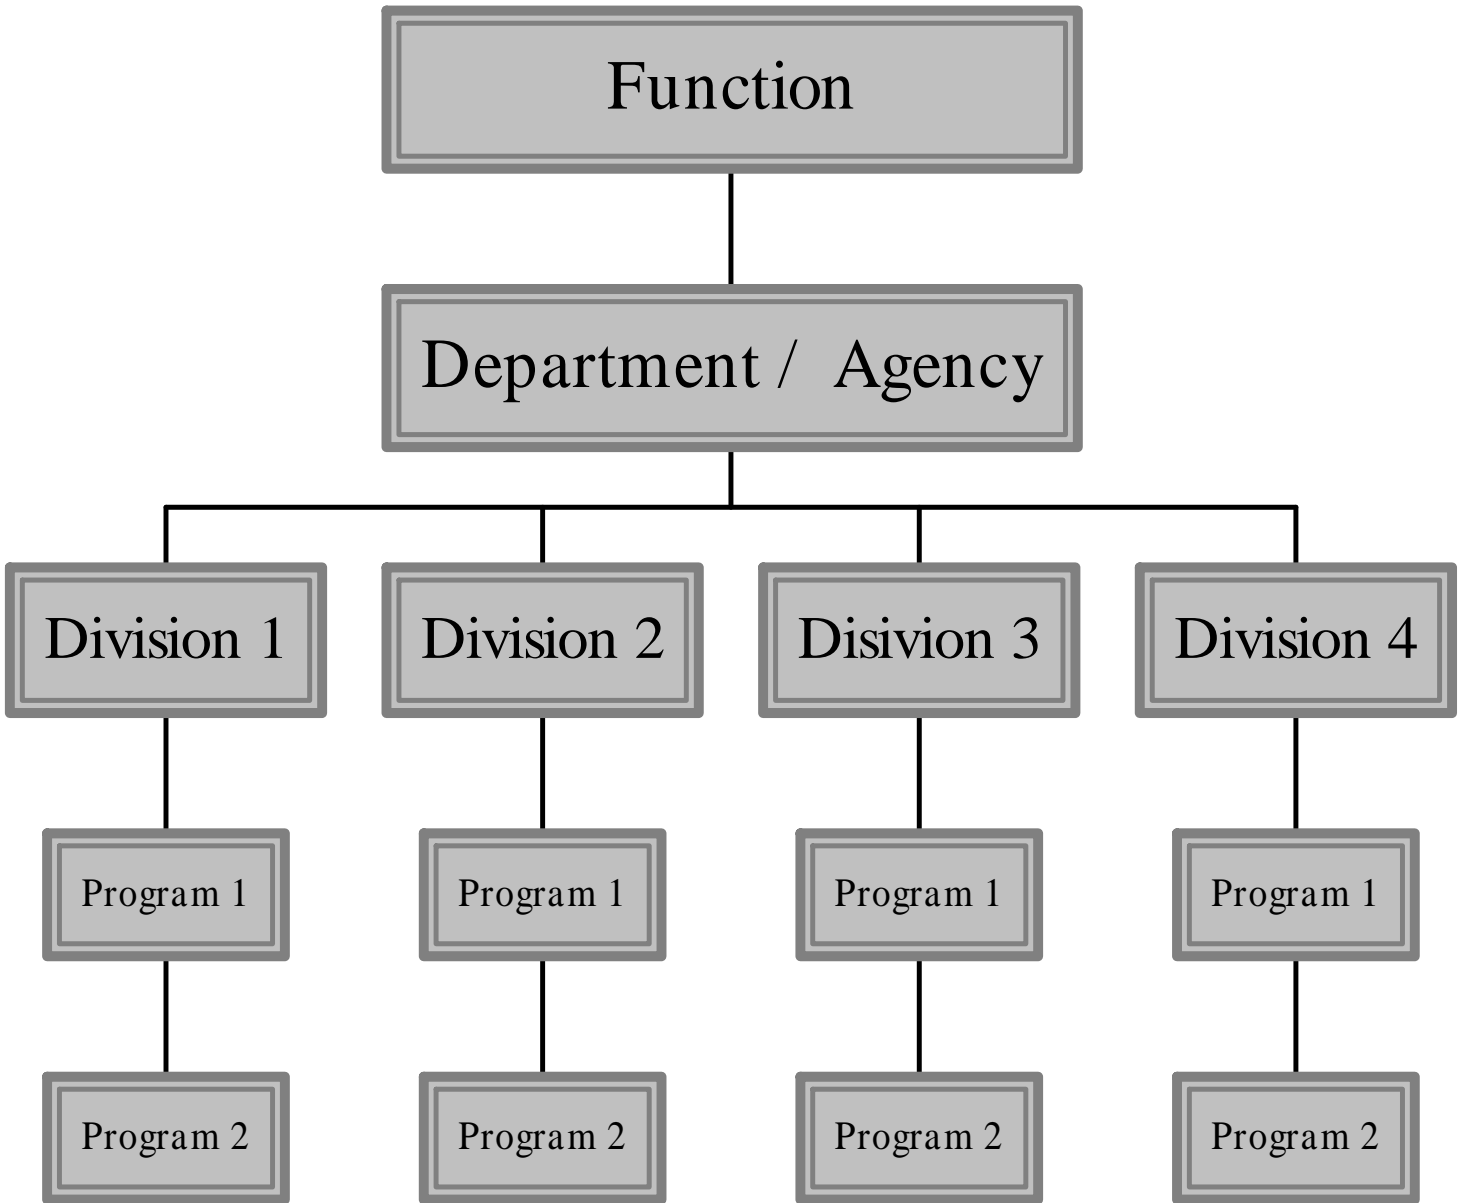 Function
Department / Agency
Division 1
Division 2
Disivion 3
Division 4
Program 1
Program 1
Program 1
Program 1
Program 2
Program 2
Program 2
Program 2